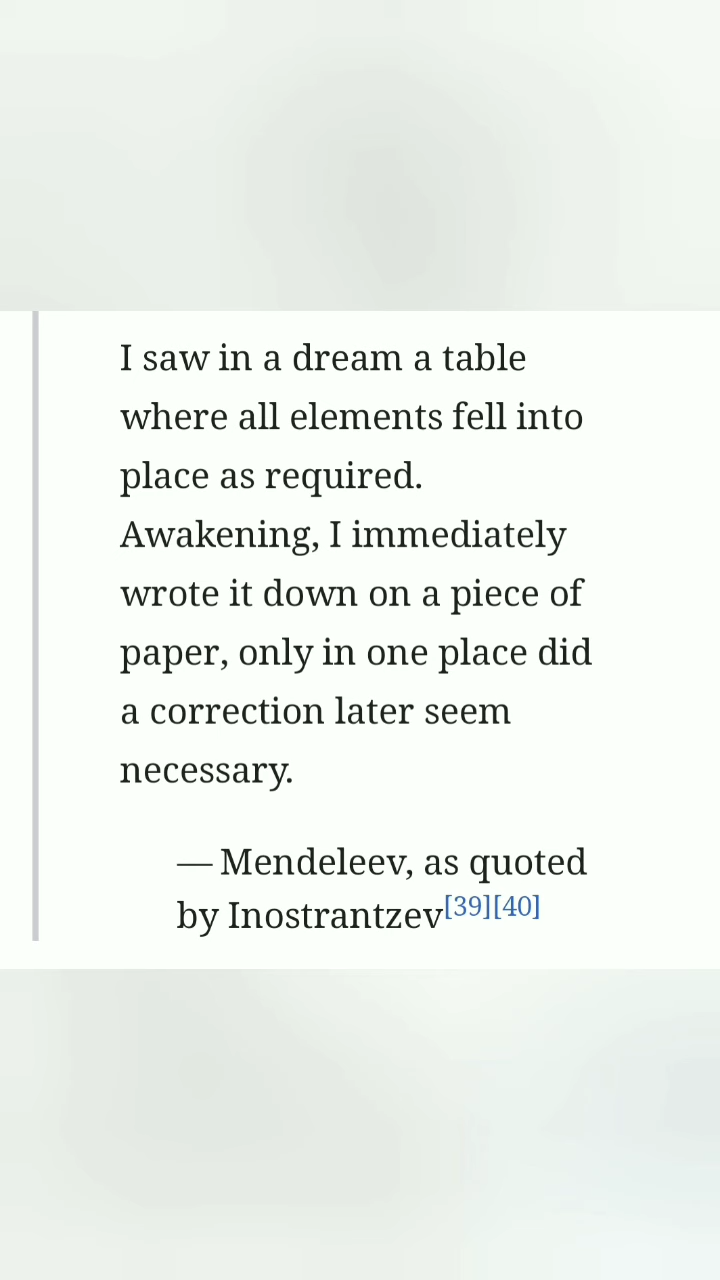 I saw in a dream a table
where all elements fell into
place as required.
Awakening, I immediately
wrote it down on a piece of
paper, only in one place did
a correction later seem
necessary.
— Mendeleev, as quoted
by Inostrantzev[39][40]